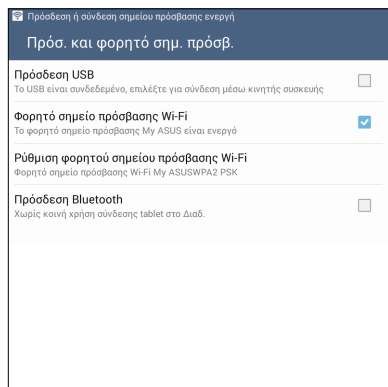 Πρόσδεση ή σύνδεση σημείου πρόσβασης ενεργή
Πρόσ. και φορητό σημ. πρόσβ.
Πρόσδεση USB
Το USB είναι συνδεδεμένο, επιλέξτε για σύνδεση μέσω κινητής συσκευής
Φορητό σημείο πρόσβασης Wi-Fi
Το φορητό σημείο πρόσβασης My ASUS είναι ενεργό
Ρύθμιση φορητού σημείου πρόσβασης Wi-Fi
Φορητό σημείο πρόσβασης Wi-Fi My ASUSWPA2 PSK
Πρόσδεση Bluetooth
Χωρίς κοινή χρήση σύνδεσης tablet στο Διαδ.